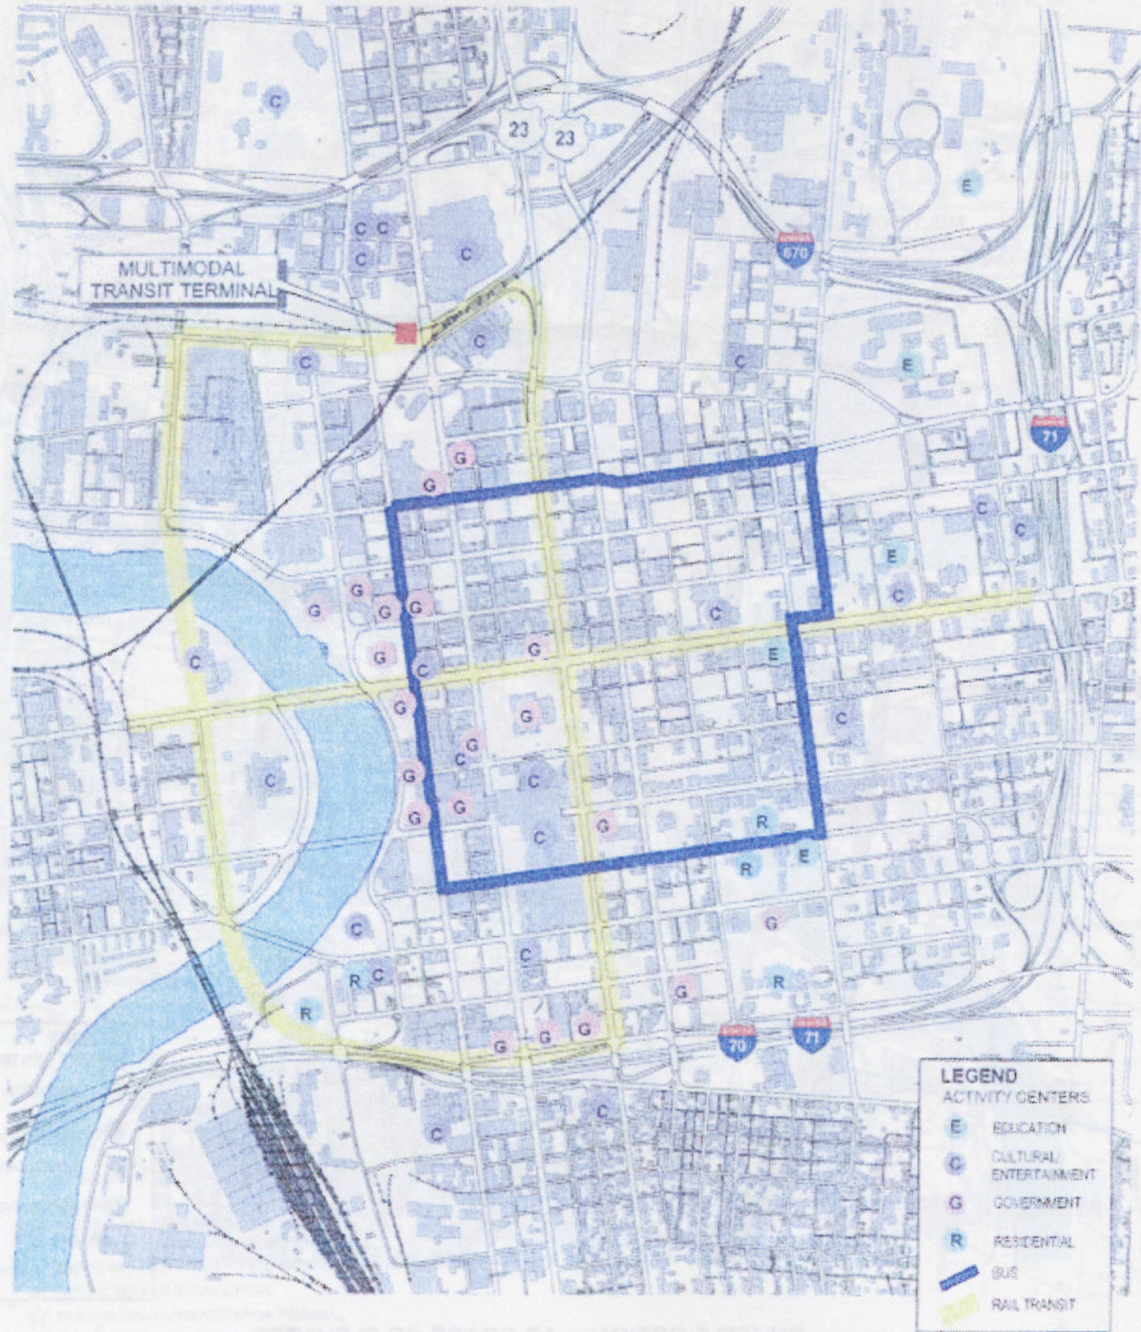 C
23
23
E
C C
C
C
670
MULTIMODAL
TRANSIT TERMINAL
C
C
C
E
71
G
G
C
C
E
G
G
G
G
C
C
G
E
G
C
C
G
G
C
G
C
C
G
C
G
G
G
R
C
R
E
C
G
C
R C
R
G
R
G
G
G
70
71
C
C
LEGEND
ACTIVITY CENTERS
E EDUCATION
C CULTURAL/
ENTERTAINMENT
G GOVERNMENT
R RESIDENTIAL
BUS
RAIL TRANSIT